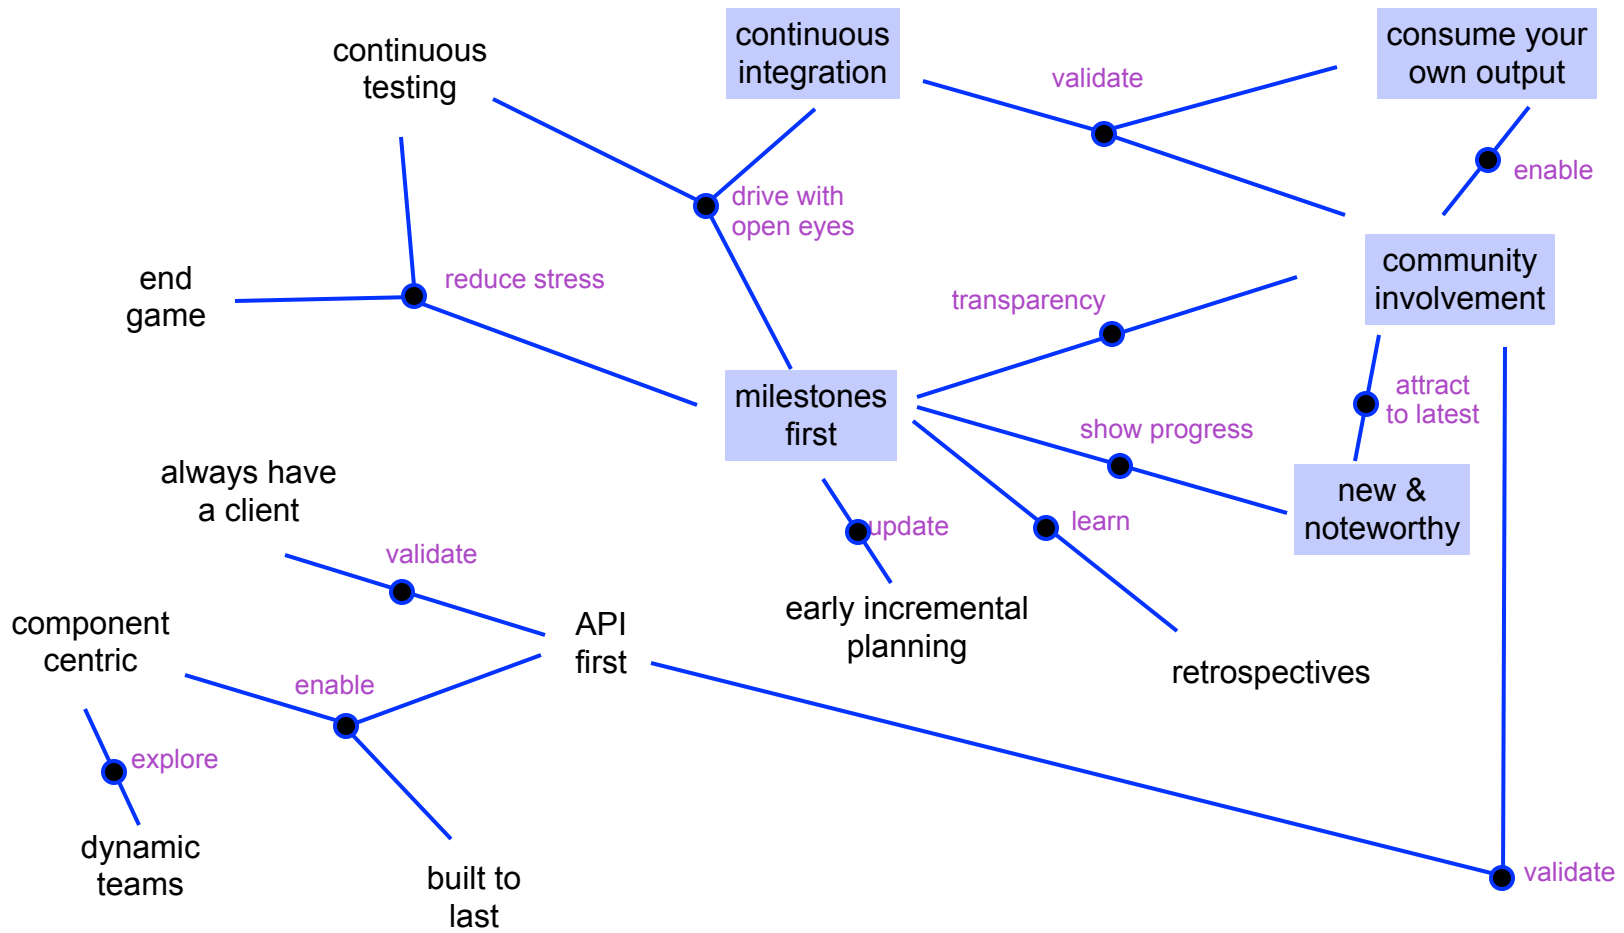 continuous
testing
continuous
integration
consume your
own output
validate
enable
drive with
open eyes
end
game
reduce stress
community
involvement
transparency
milestones
first
attract
to latest
show progress
always have
a client
new &
noteworthy
update
learn
validate
early incremental
planning
component
centric
API
first
retrospectives
enable
explore
dynamic
teams
built to
last
validate